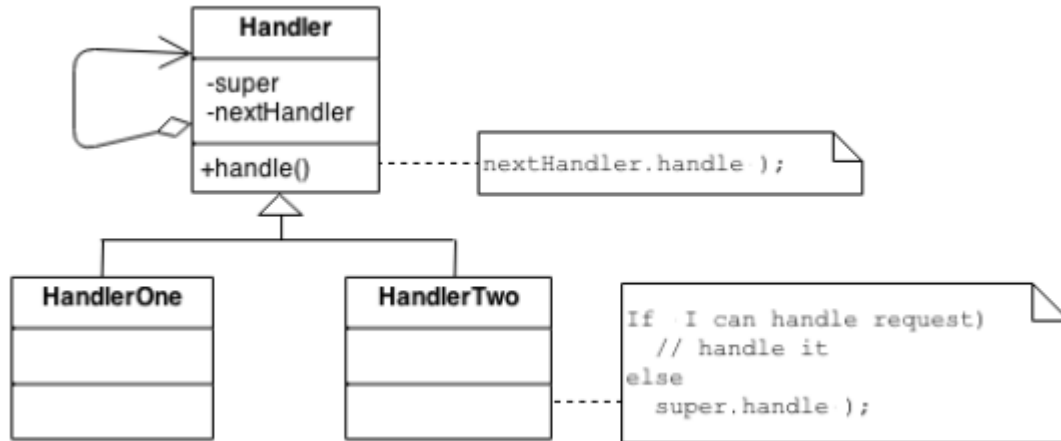 Handler
-super
-nextHandler
+handle()
nextHandler.handle );
HandlerOne
HandlerTwo
If I can handle request)
// handle it
else
super.handle );